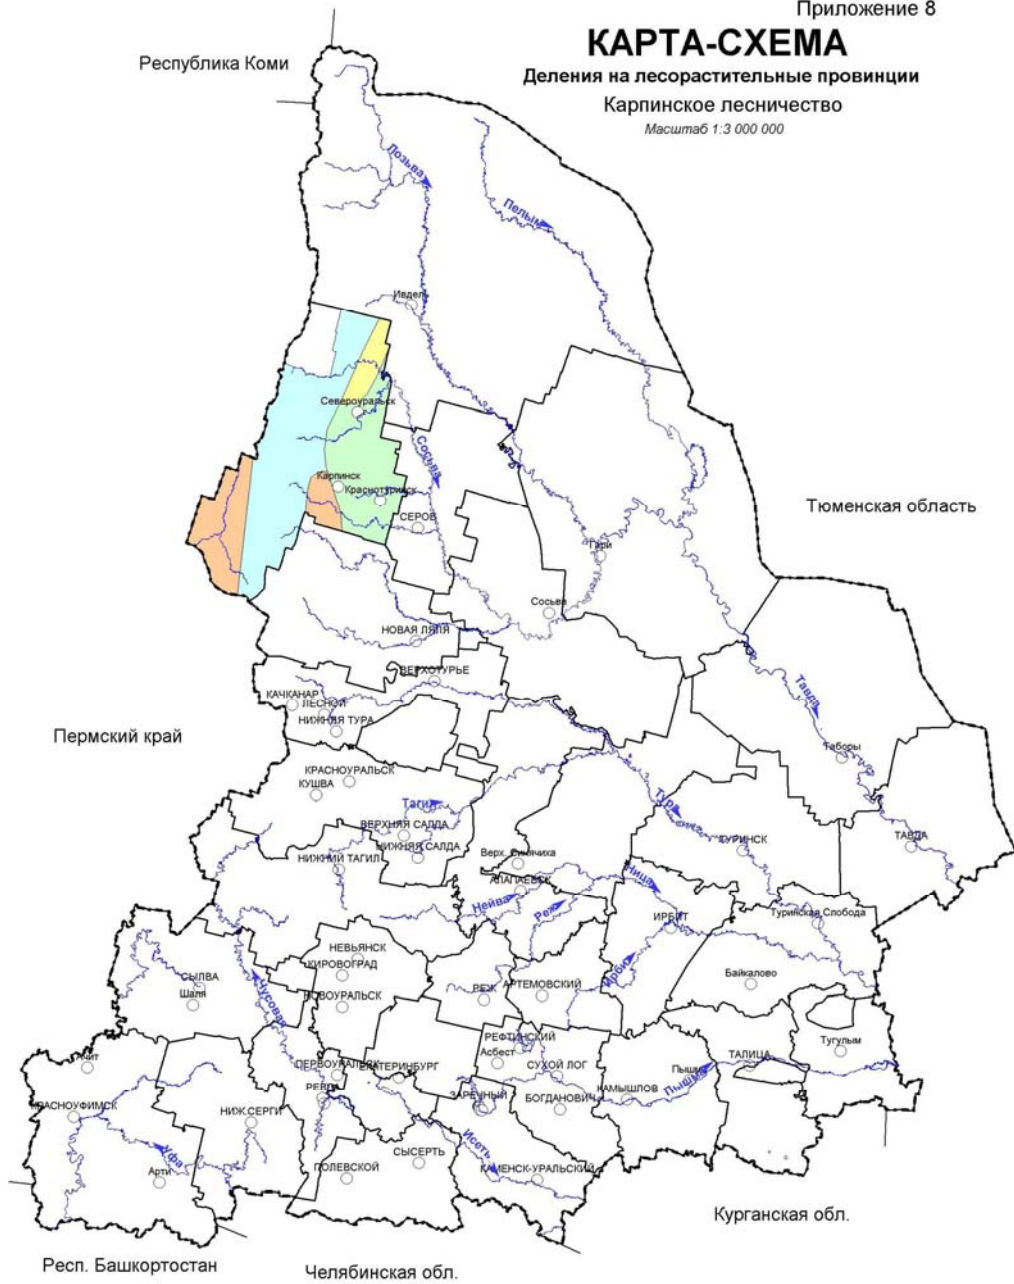 Приложение 8
КАРТА-СХЕМА
Деления на лесорастительные провинции
Карпинское лесничество
Масштаб 1:3 000 000
Республика Коми
Лозьва
Пелым
Ивдель
Североуральск
Сосьва
Карпинск
Краснотурьинск
СЕРОВ
Тюменская область
Гари
Сосьва
НОВАЯ ЛЯЛЯ
ВЕРХОТУРЬЕ
КАЧКАНАР
ЛЕСНОЙ
НИЖНЯЯ ТУРА
Тавда
Пермский край
Таборы
КРАСНОУРАЛЬСК
КУШВА
Тагил
Тура
ВЕРХНЯЯ САЛДА
НИЖНЯЯ САЛДА
ТУРИНСК
ТАВДА
НИЖНИЙ ТАГИЛ
Верх. Синячиха
АЛАПАЕВСК
Ница
Нейва
Реж
ИРБИТ
Туринская Слобода
НЕВЬЯНСК
КИРОВОГРАД
СЫЛВА
Шаля
НОВОУРАЛЬСК
Чусовая
РЕЖ
АРТЕМОВСКИЙ
Ирбит
Байкалово
РЕФТИНСКИЙ
Асбест
СУХОЙ ЛОГ
Тугулым
ТАЛИЦА
Пышма
Ачит
ПЕРВОУРАЛЬСК
ЕКАТЕРИНБУРГ
РЕВДА
ЗАРЕЧНЫЙ
БОГДАНОВИЧ
КАМЫШЛОВ
Пышма
КРАСНОУФИМСК
НИЖ.СЕРГИ
Уфа
Арти
Исеть
СЫСЕРТЬ
ПОЛЕВСКОЙ
КАМЕНСК-УРАЛЬСКИЙ
Курганская обл.
Респ. Башкортостан
Челябинская обл.